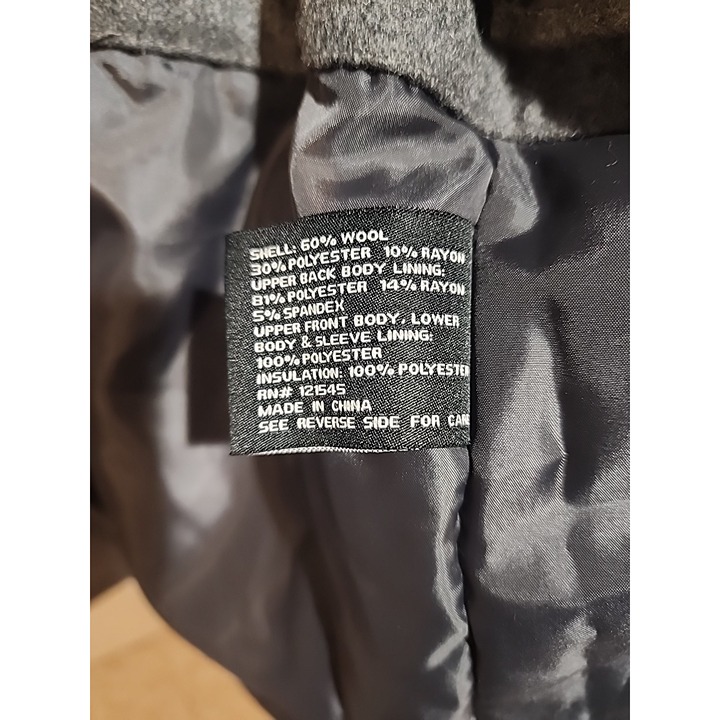 SHELL: 60% WOOL
30% POLYESTER 10% RAYON
UPPER BACK BODY LINING:
81% POLYESTER 14% RAYON
5% SPANDEX
UPPER FRONT BODY, LOWER
BODY & SLEEVE LINING:
100% POLYESTER
INSULATION: 100% POLYESTER
RN# 121545
MADE IN CHINA
SEE REVERSE SIDE FOR CARE